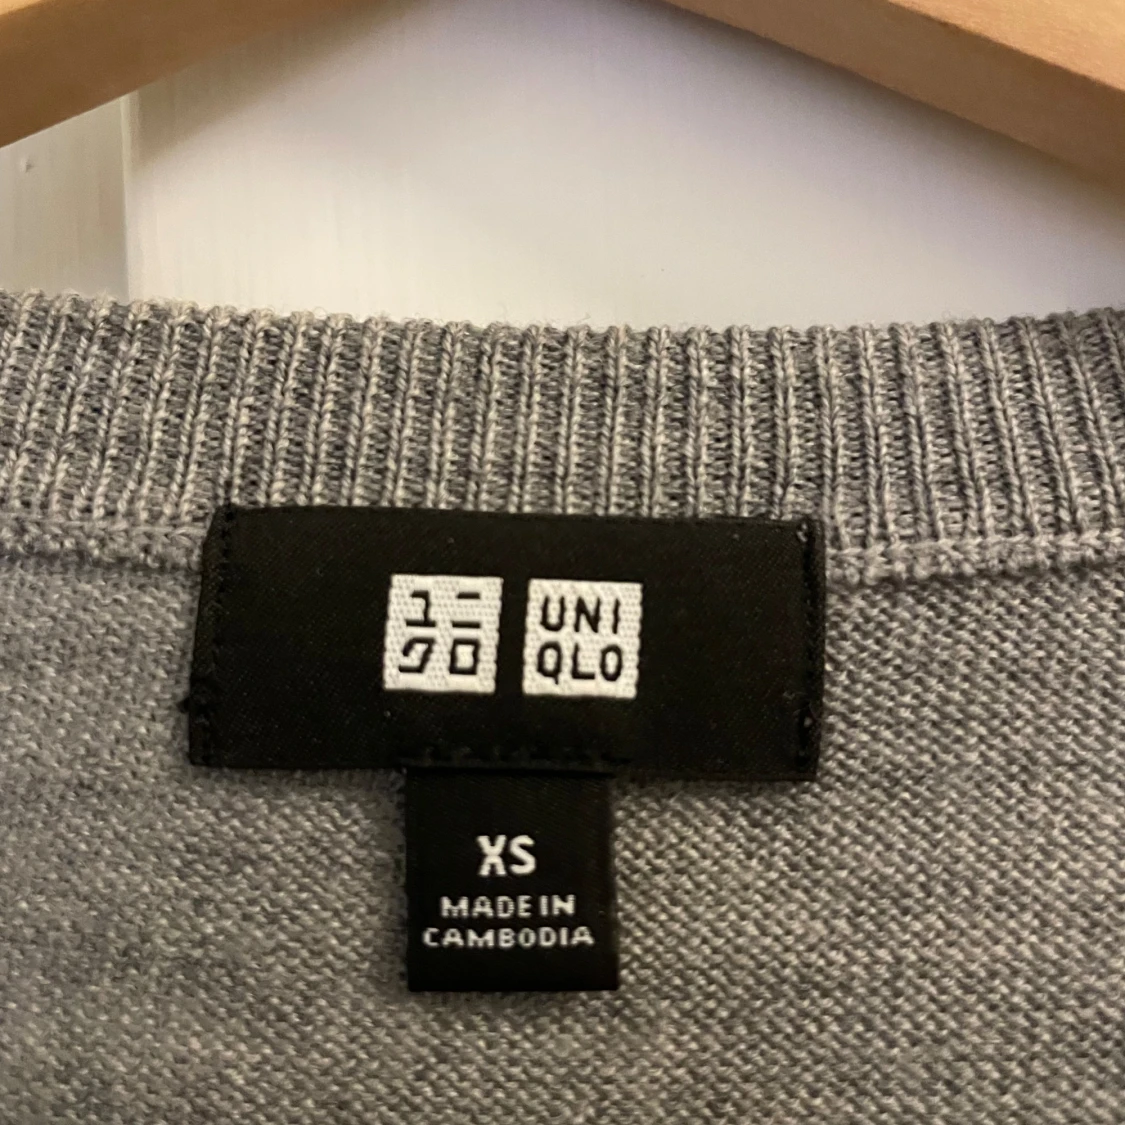 ユニ
クロ
UNI
QLO
XS
MADE IN
CAMBODIA